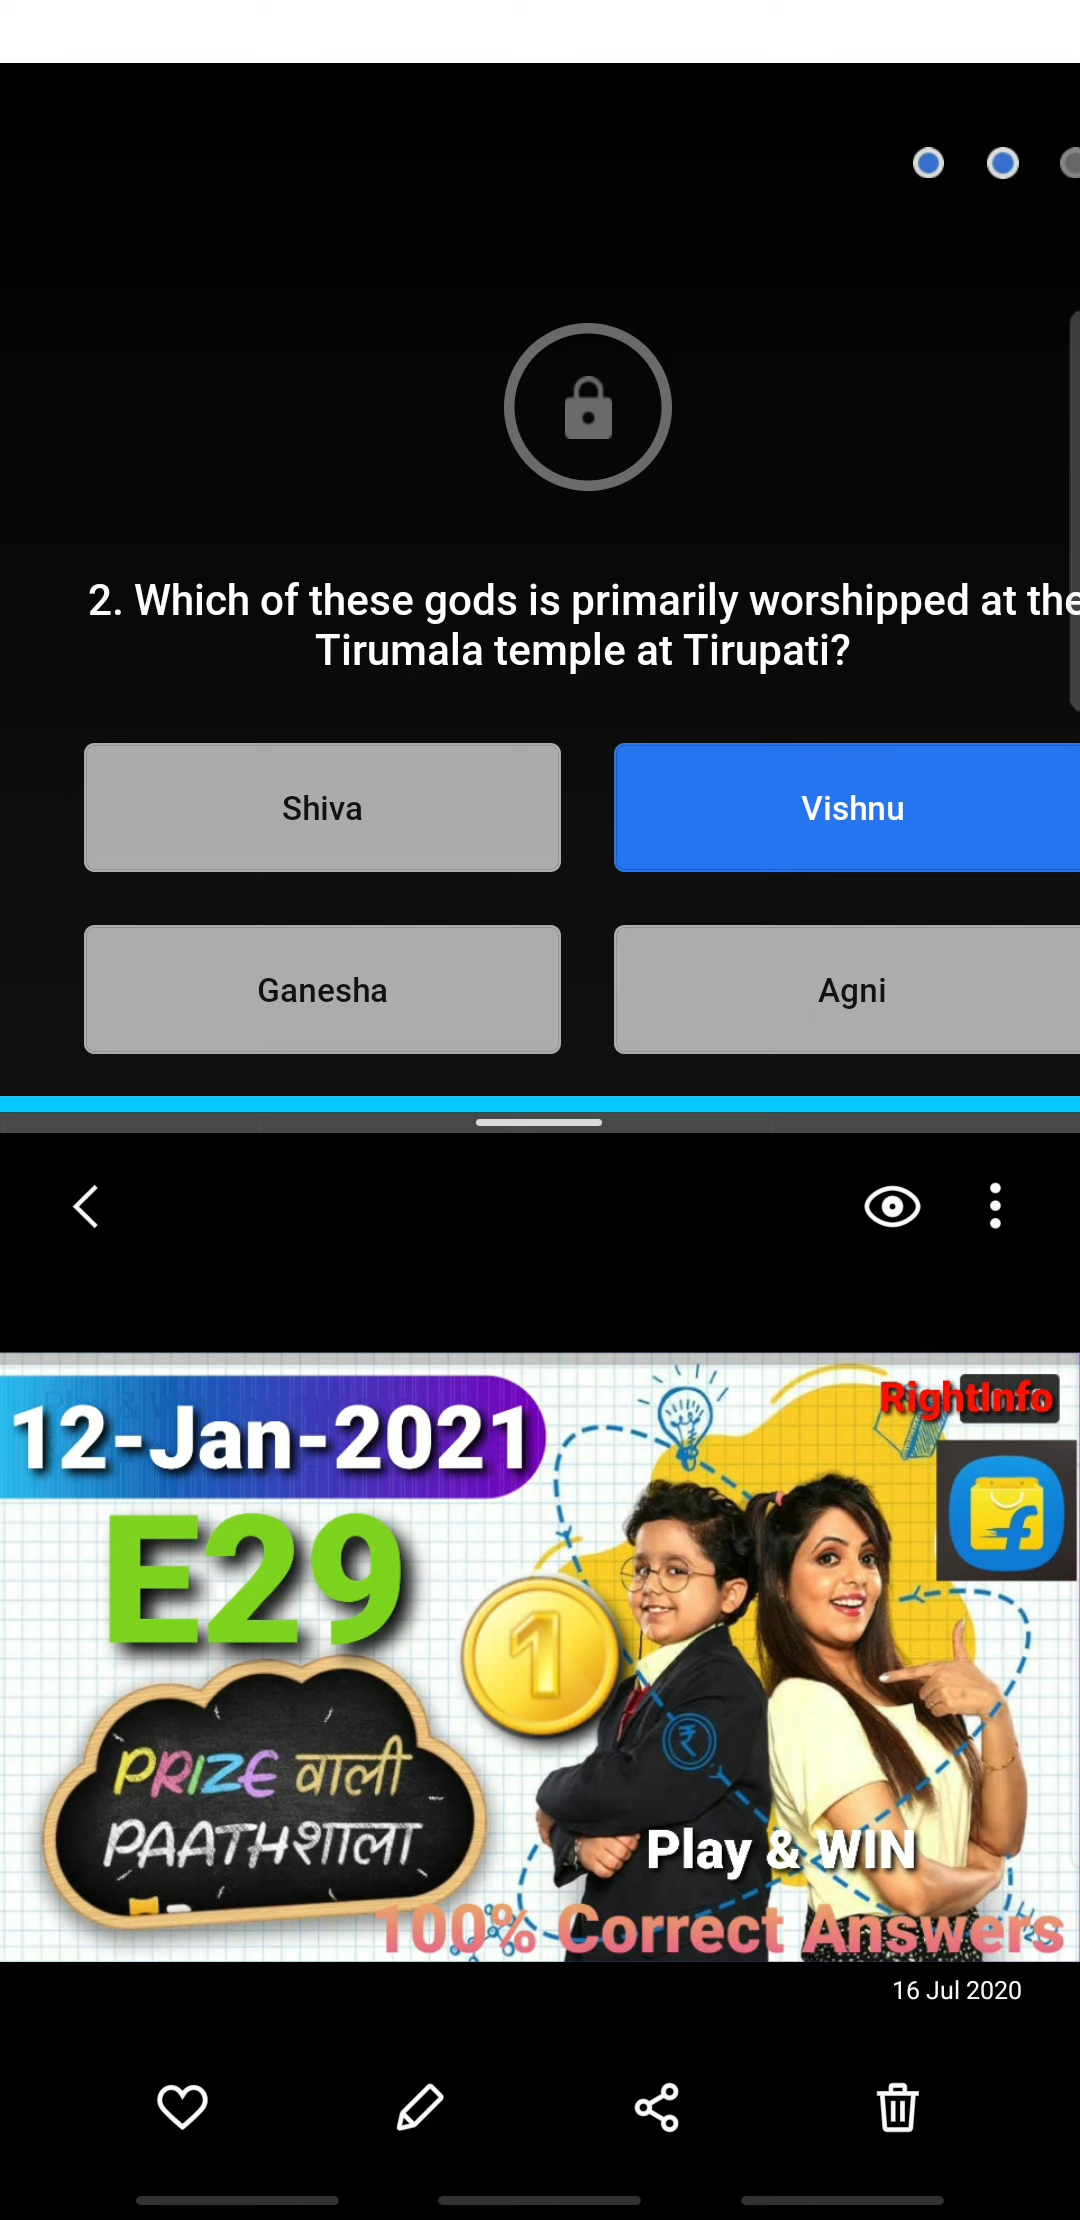 2. Which of these gods is primarily worshipped at the
Tirumala temple at Tirupati?
Shiva
Vishnu
Ganesha
Agni
12-Jan-2021
RightInfo
E29
1
PRIZE वाली
PAATHशाला
₹
Play & WIN
100% Correct Answers
16 Jul 2020